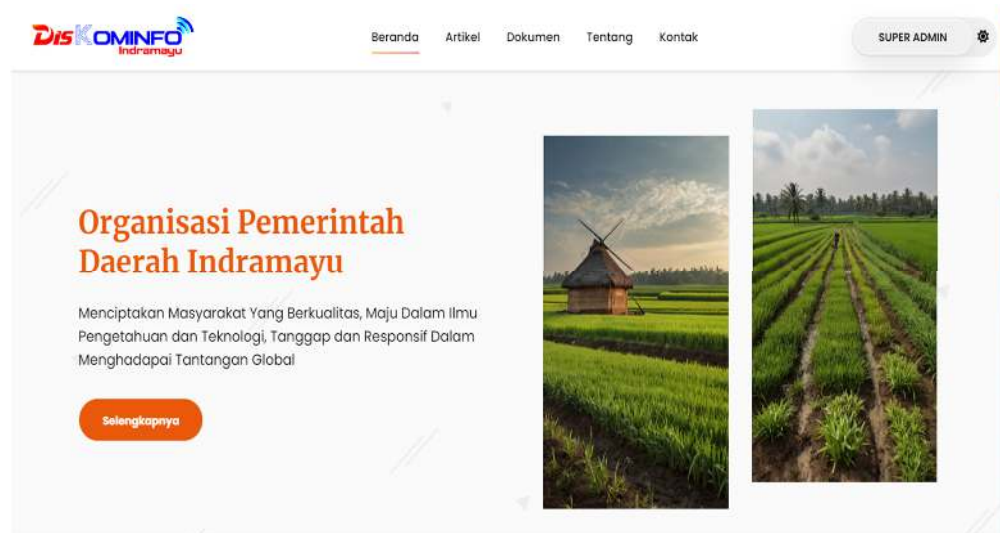 DISKOMINFO
Indramayu
Beranda Artikel Dokumen Tentang Kontak
SUPER ADMIN
Organisasi Pemerintah
Daerah Indramayu
Menciptakan Masyarakat Yang Berkualitas, Maju Dalam Ilmu
Pengetahuan dan Teknologi, Tanggap dan Responsif Dalam
Menghadapai Tantangan Global
Selengkapnya